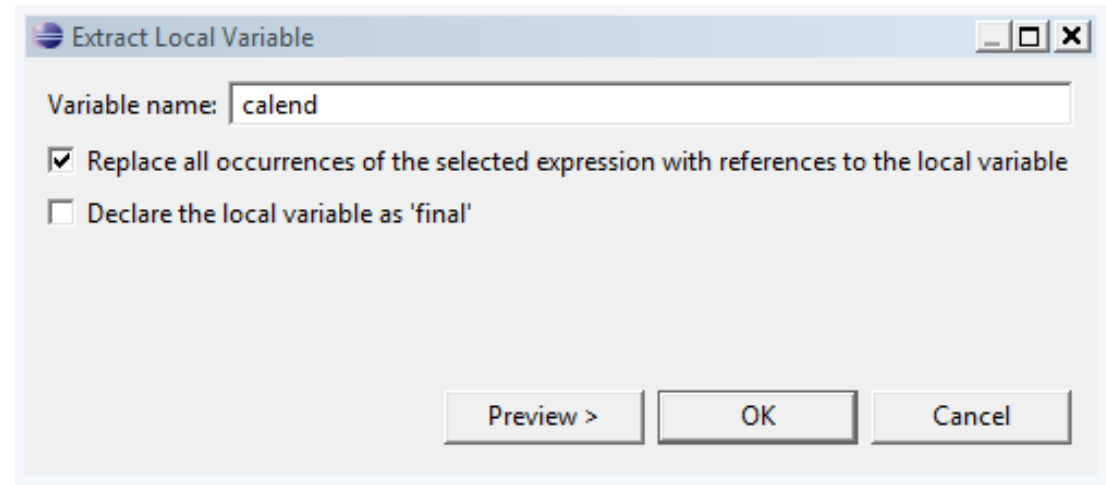 Extract Local Variable
Variable name: calend
Replace all occurrences of the selected expression with references to the local variable
Declare the local variable as 'final'
Preview > OK Cancel